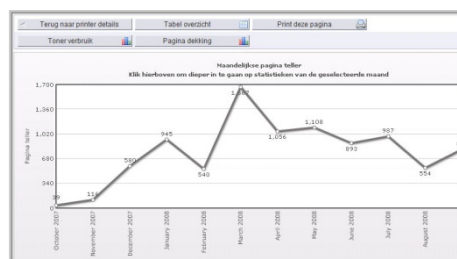 Terug naar printer details
Tabel overzicht
Print deze pagina
Toner verbruik
Pagina dekking
Maandelijkse pagina teller
Klik hierboven om dieper in te gaan op statistieken van de geselecteerde maand
Pagina teller
1,700
1,360
1,020
680
340
0
580
945
540
1,056
1,108
893
987
554
October 2007
November 2007
December 2007
January 2008
February 2008
March 2008
April 2008
May 2008
June 2008
July 2008
August 2008